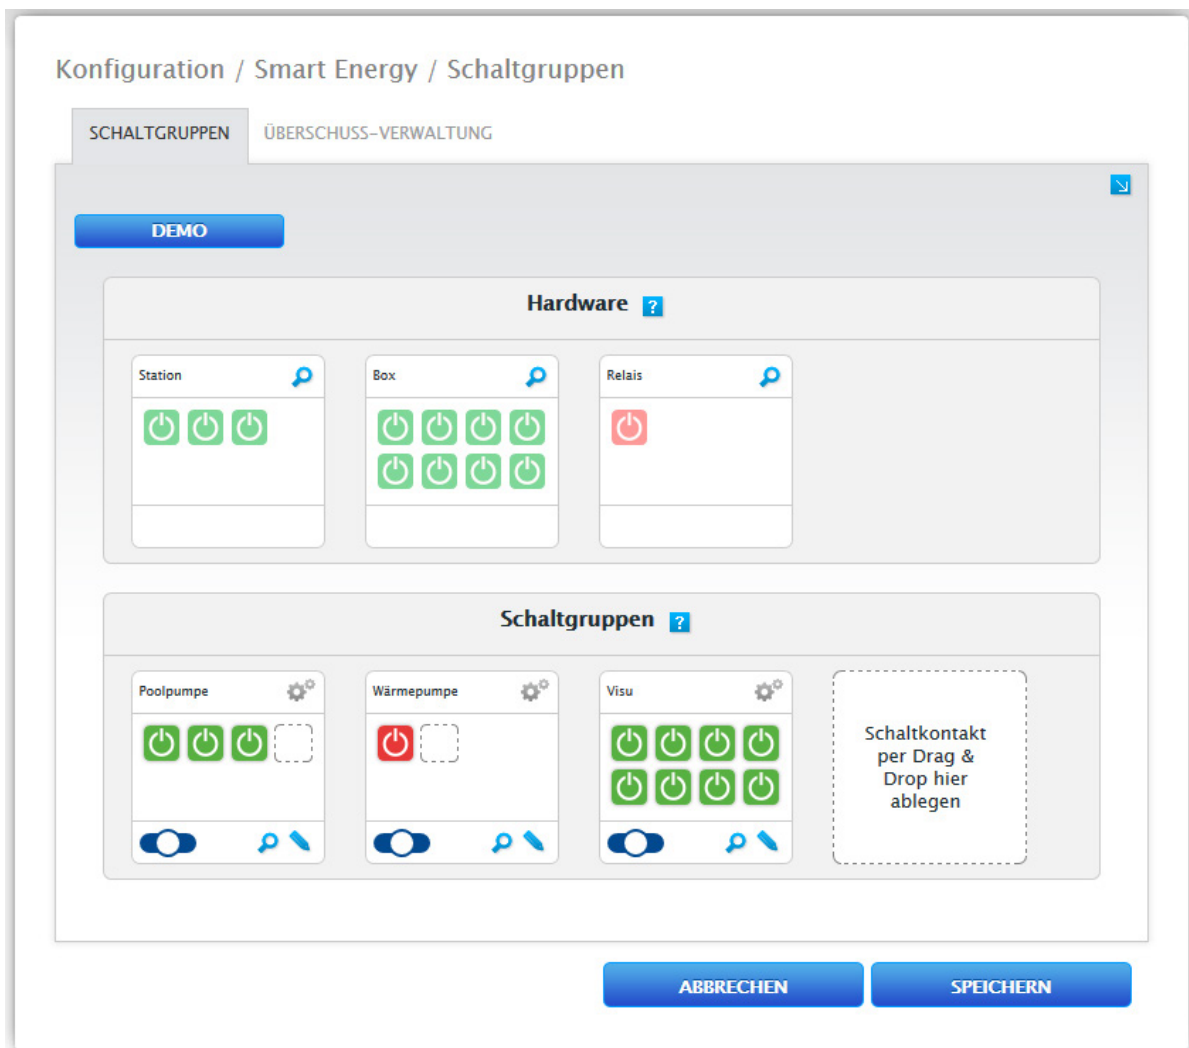 Konfiguration / Smart Energy / Schaltgruppen
SCHALTGRUPPEN ÜBERSCHUSS-VERWALTUNG
DEMO
Hardware ?
Station Box Relais
Schaltgruppen ?
Poolpumpe Wärmepumpe Visu
Schaltkontakt
per Drag &
Drop hier
ablegen
ABBRECHEN SPEICHERN